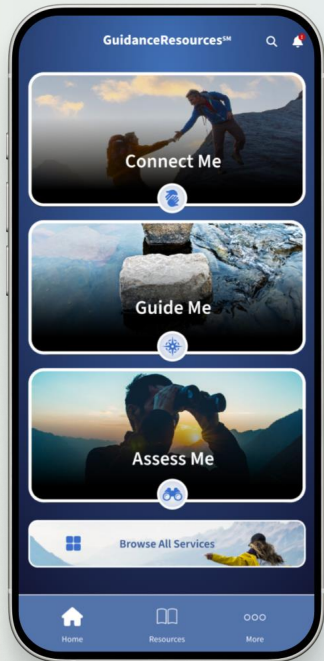 GuidanceResources℠
Connect Me
Guide Me
Assess Me
Browse All Services
Home
Resources
More